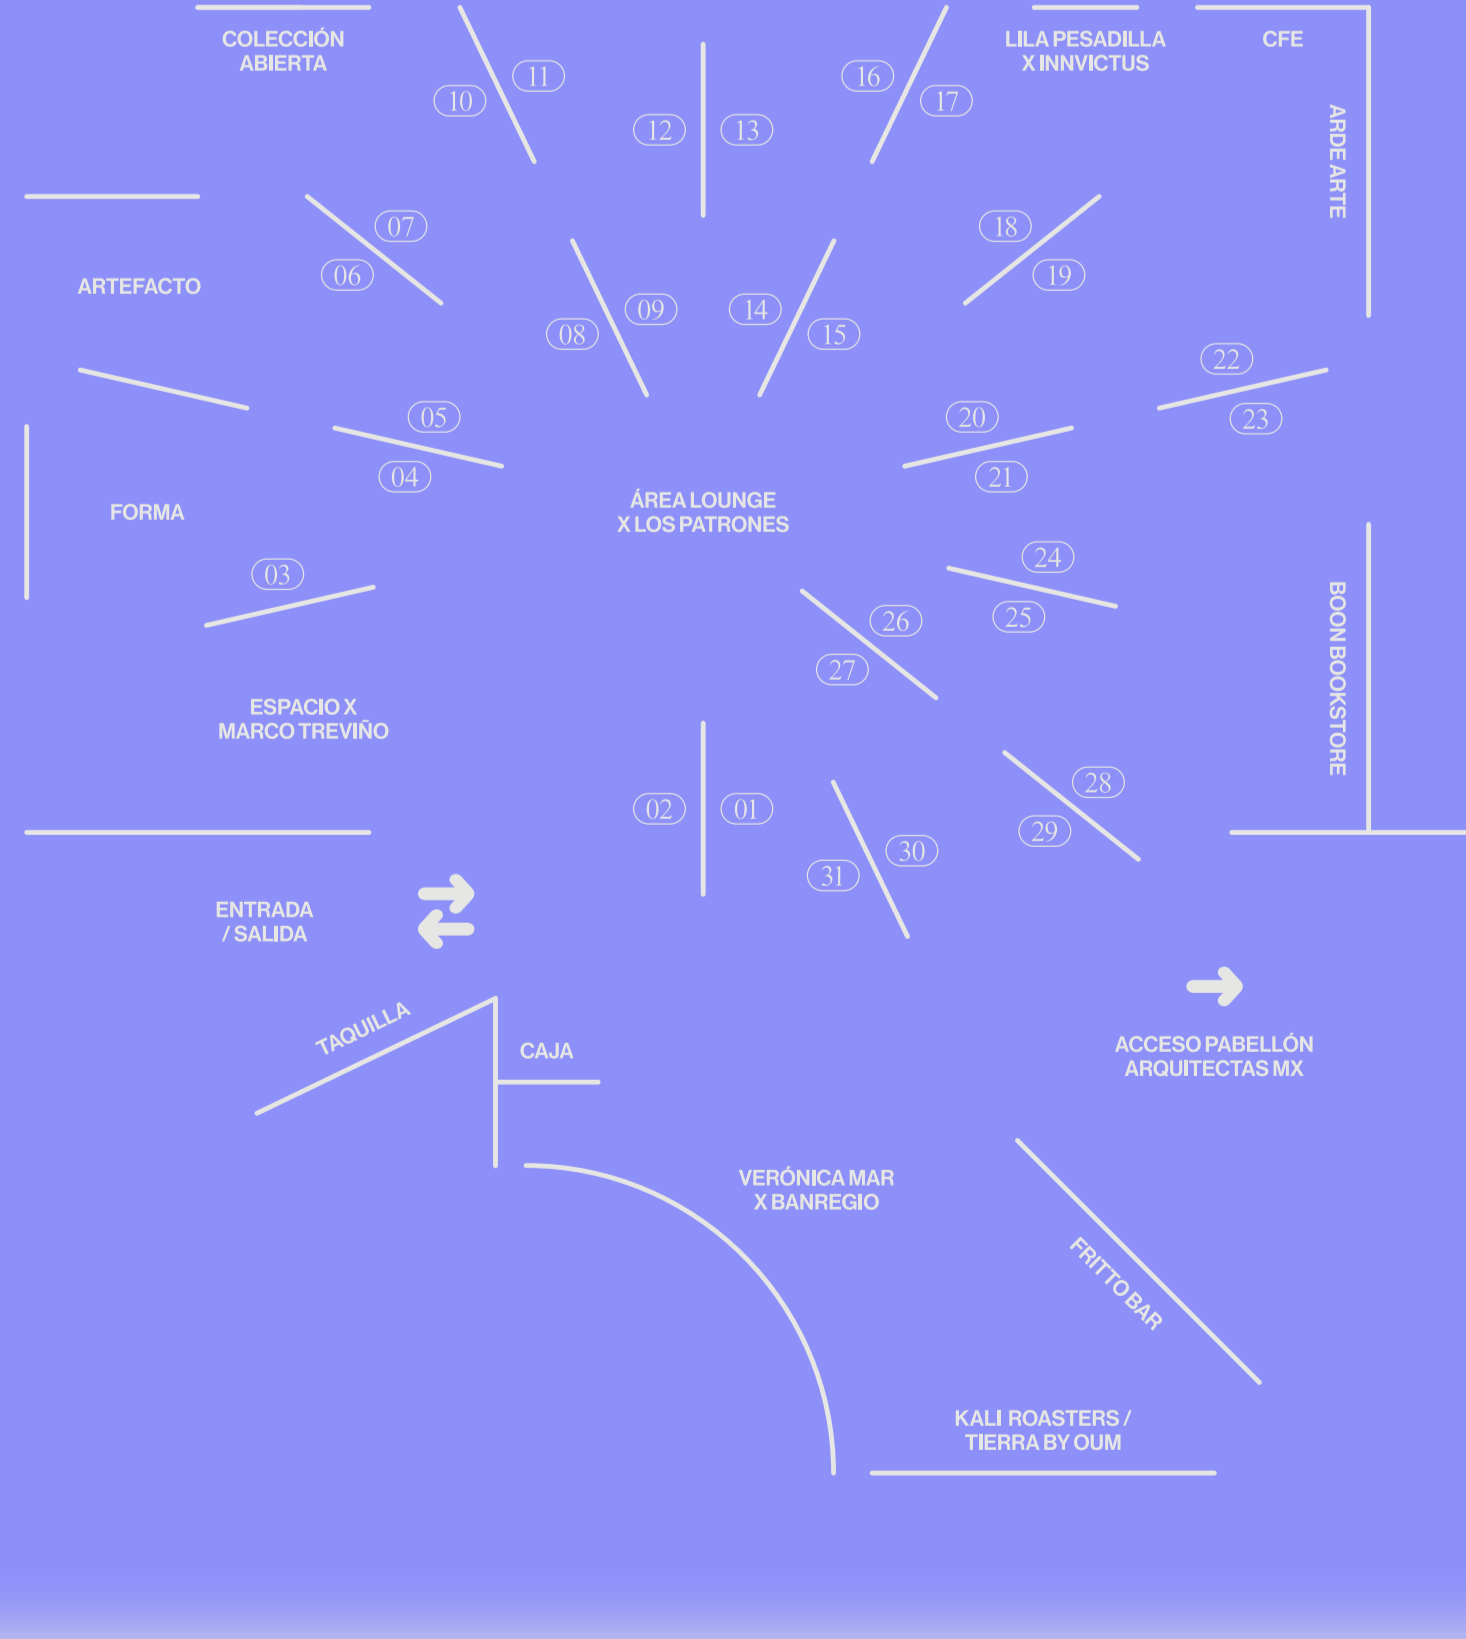 COLECCIÓN
ABIERTA
LILA PESADILLA
X INNVICTUS
CFE
11
16
10
17
12
13
ARDE ARTE
07
18
06
19
ARTEFACTO
09
14
08
15
22
05
20
23
04
21
ÁREA LOUNGE
X LOS PATRONES
FORMA
24
03
25
26
27
BOON BOOKSTORE
ESPACIO X
MARCO TREVIÑO
28
02
01
29
30
31
ENTRADA
/ SALIDA
TAQUILLA
CAJA
ACCESO PABELLÓN
ARQUITECTAS MX
VERÓNICA MAR
X BANREGIO
FRITTO BAR
KALI ROASTERS /
TIERRA BY OUM